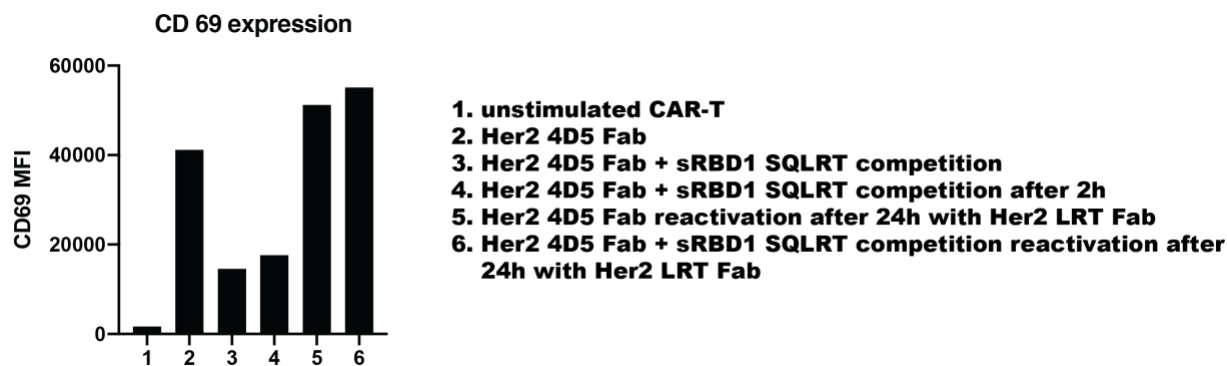 CD 69 expression
60000
40000
20000
0
CD69 MFI
1 2 3 4 5 6
1. unstimulated CAR-T
2. Her2 4D5 Fab
3. Her2 4D5 Fab + sRBD1 SQLRT competition
4. Her2 4D5 Fab + sRBD1 SQLRT competition after 2h
5. Her2 4D5 Fab reactivation after 24h with Her2 LRT Fab
6. Her2 4D5 Fab + sRBD1 SQLRT competition reactivation after
24h with Her2 LRT Fab